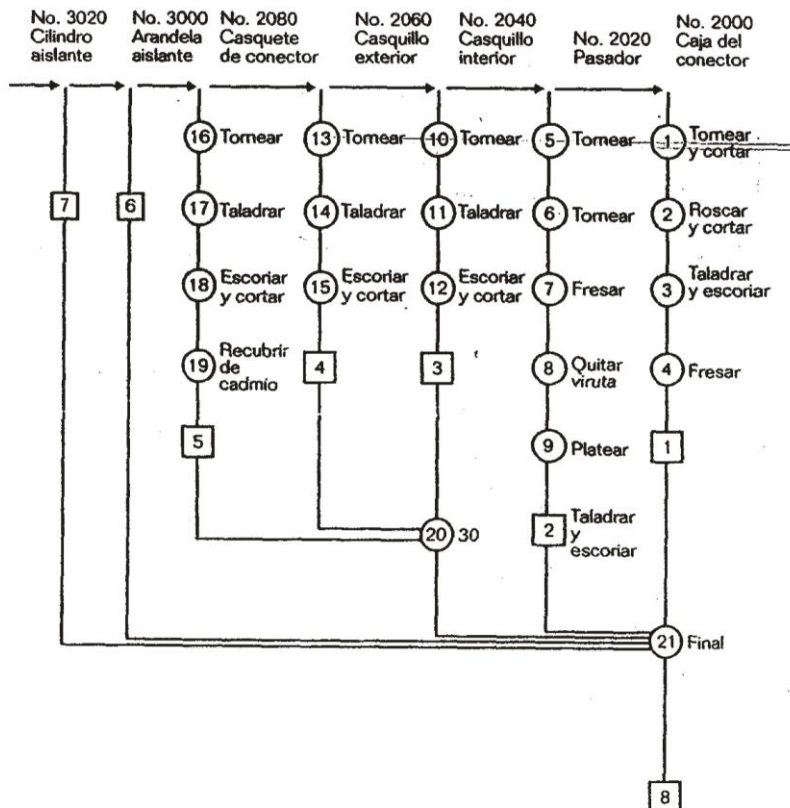 No. 3020
Cilindro
aislante
No. 3000
Arandela
aislante
No. 2080
Casquete
de conector
No. 2060
Casquillo
exterior
No. 2040
Casquillo
interior
No. 2020
Pasador
No. 2000
Caja del
conector
16 Tornear
13 Tornear
10 Tornear
5 Tornear
1 Tornear
y cortar
7
6
17 Taladrar
14 Taladrar
11 Taladrar
6 Tornear
2 Roscar
y cortar
18 Escoriar
y cortar
15 Escoriar
y cortar
12 Escoriar
y cortar
7 Fresar
3 Taladrar
y escoriar
19 Recubrir
de
cadmío
4
3
8 Quitar
viruta
4 Fresar
5
9 Platear
1
20 30
2 Taladrar
y
escoriar
21 Final
8